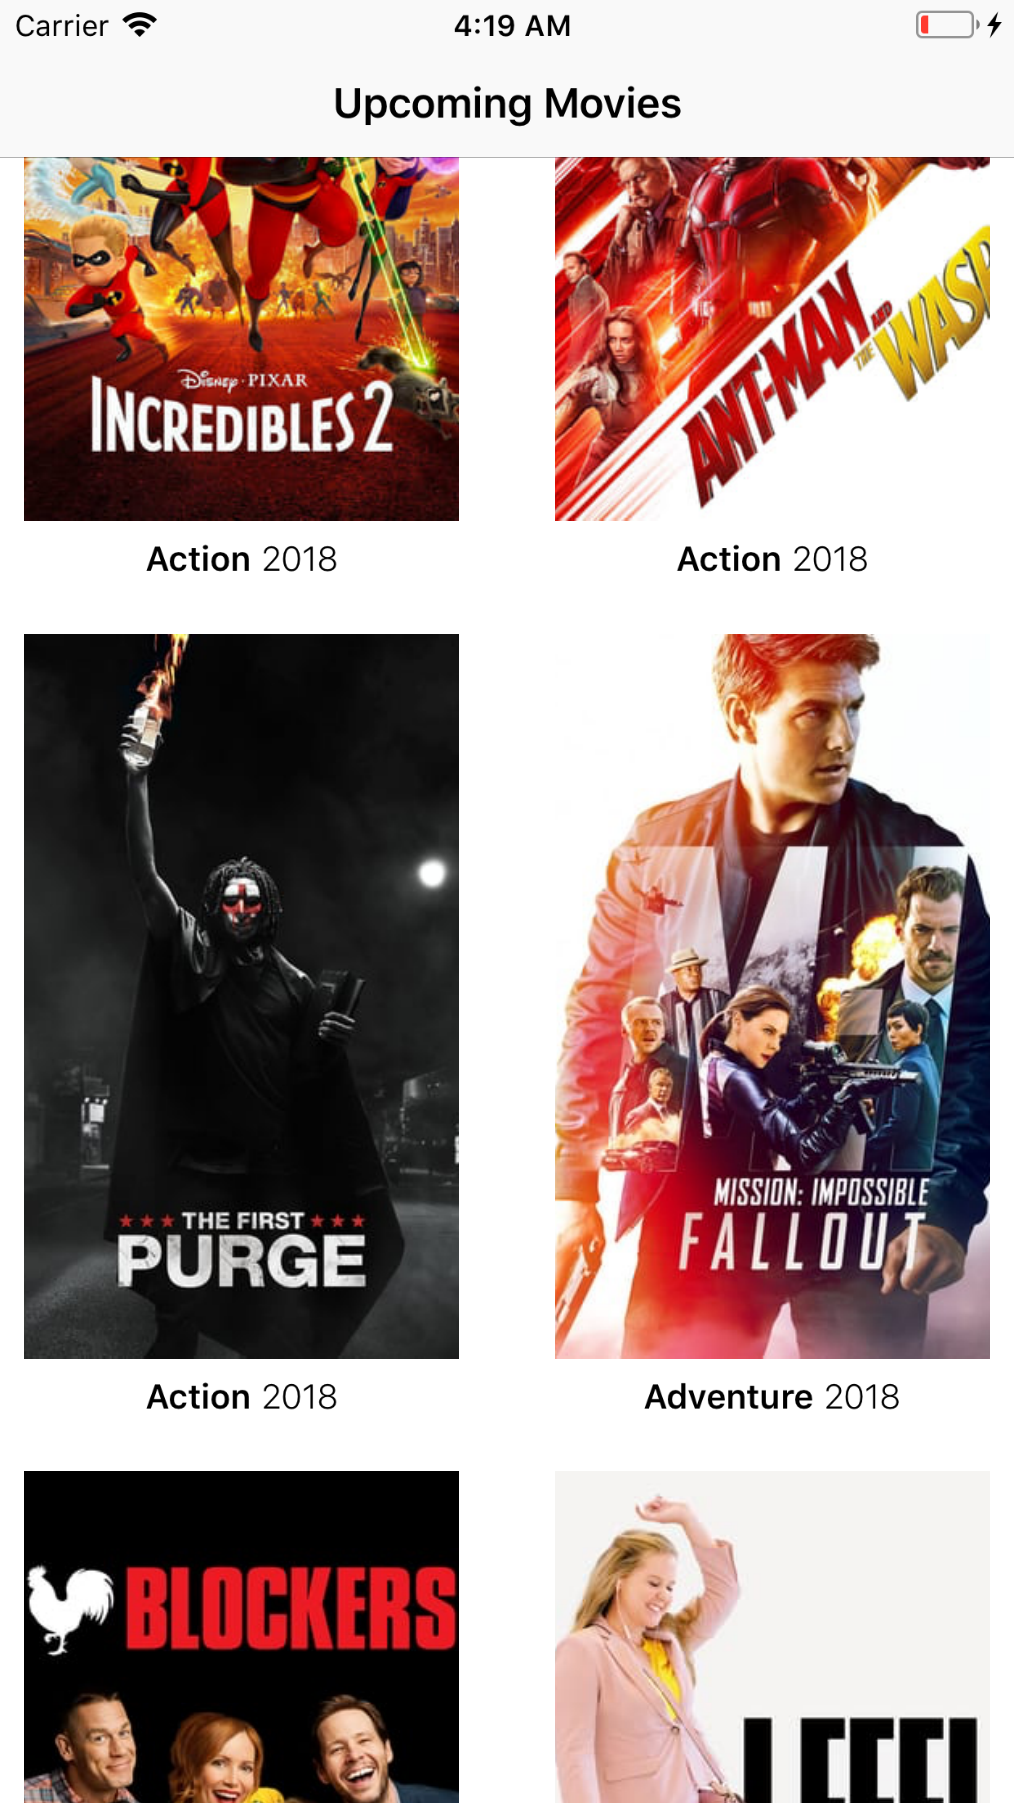 Carrier 4:19 AM
Upcoming Movies
Disney · PIXAR
INCREDIBLES 2
ANT-MAN AND THE WASP
Action 2018
Action 2018
★★★ THE FIRST ★★★
PURGE
MISSION: IMPOSSIBLE
FALLOUT
Action 2018
Adventure 2018
BLOCKERS
I FEEL